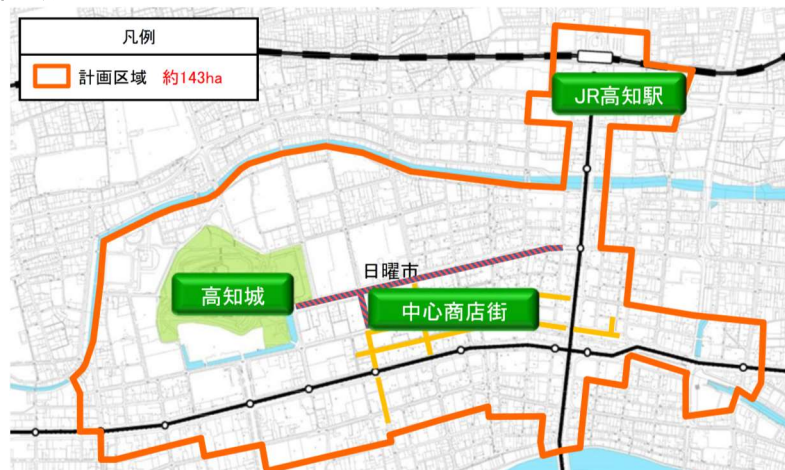 凡例
計画区域 約143ha
JR高知駅
日曜市
高知城
中心商店街